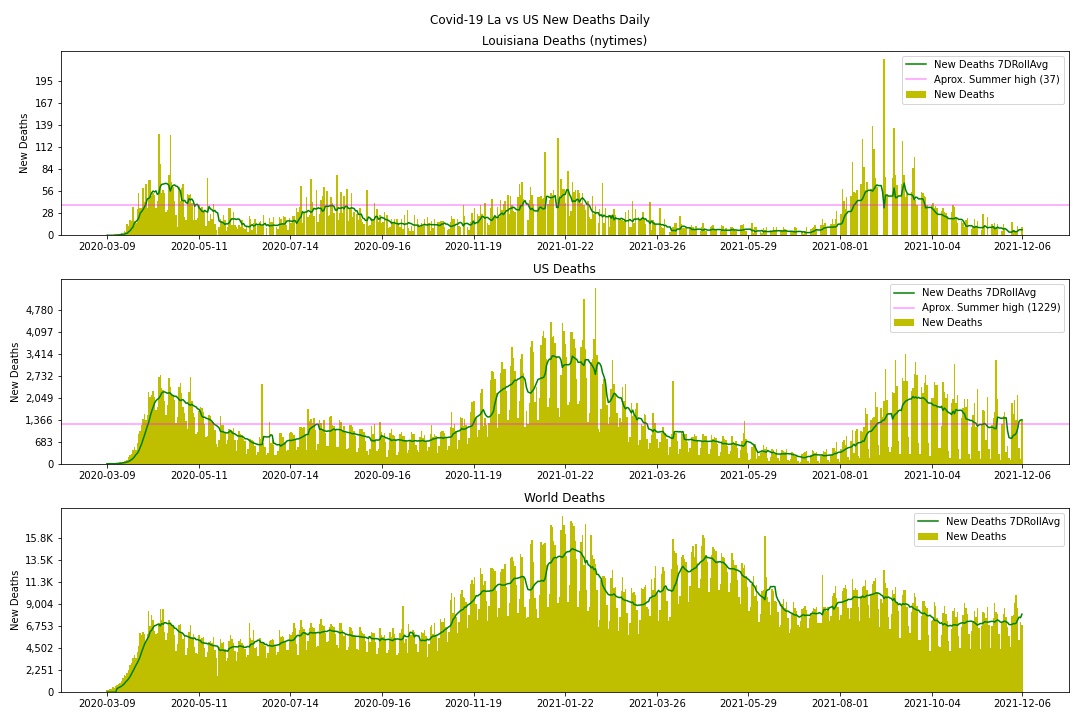 Covid-19 La vs US New Deaths Daily
Louisiana Deaths (nytimes)
New Deaths 7DRollAvg
Aprox. Summer high (37)
New Deaths
New Deaths
195
167
139
112
84
56
28
0
2020-03-09 2020-05-11 2020-07-14 2020-09-16 2020-11-19 2021-01-22 2021-03-26 2021-05-29 2021-08-01 2021-10-04 2021-12-06
US Deaths
New Deaths 7DRollAvg
Aprox. Summer high (1229)
New Deaths
New Deaths
4,780
4,097
3,414
2,732
2,049
1,366
683
0
2020-03-09 2020-05-11 2020-07-14 2020-09-16 2020-11-19 2021-01-22 2021-03-26 2021-05-29 2021-08-01 2021-10-04 2021-12-06
World Deaths
New Deaths 7DRollAvg
New Deaths
New Deaths
15.8K
13.5K
11.3K
9,004
6,753
4,502
2,251
0
2020-03-09 2020-05-11 2020-07-14 2020-09-16 2020-11-19 2021-01-22 2021-03-26 2021-05-29 2021-08-01 2021-10-04 2021-12-06